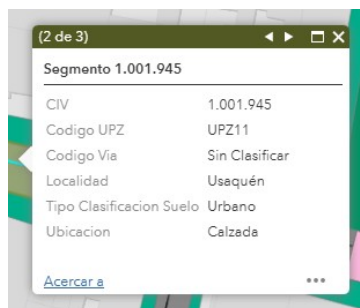 (2 de 3)
Segmento 1.001.945
CIV 1.001.945
Codigo UPZ UPZ11
Codigo Via Sin Clasificar
Localidad Usaquén
Tipo Clasificacion Suelo Urbano
Ubicacion Calzada
Acercar a